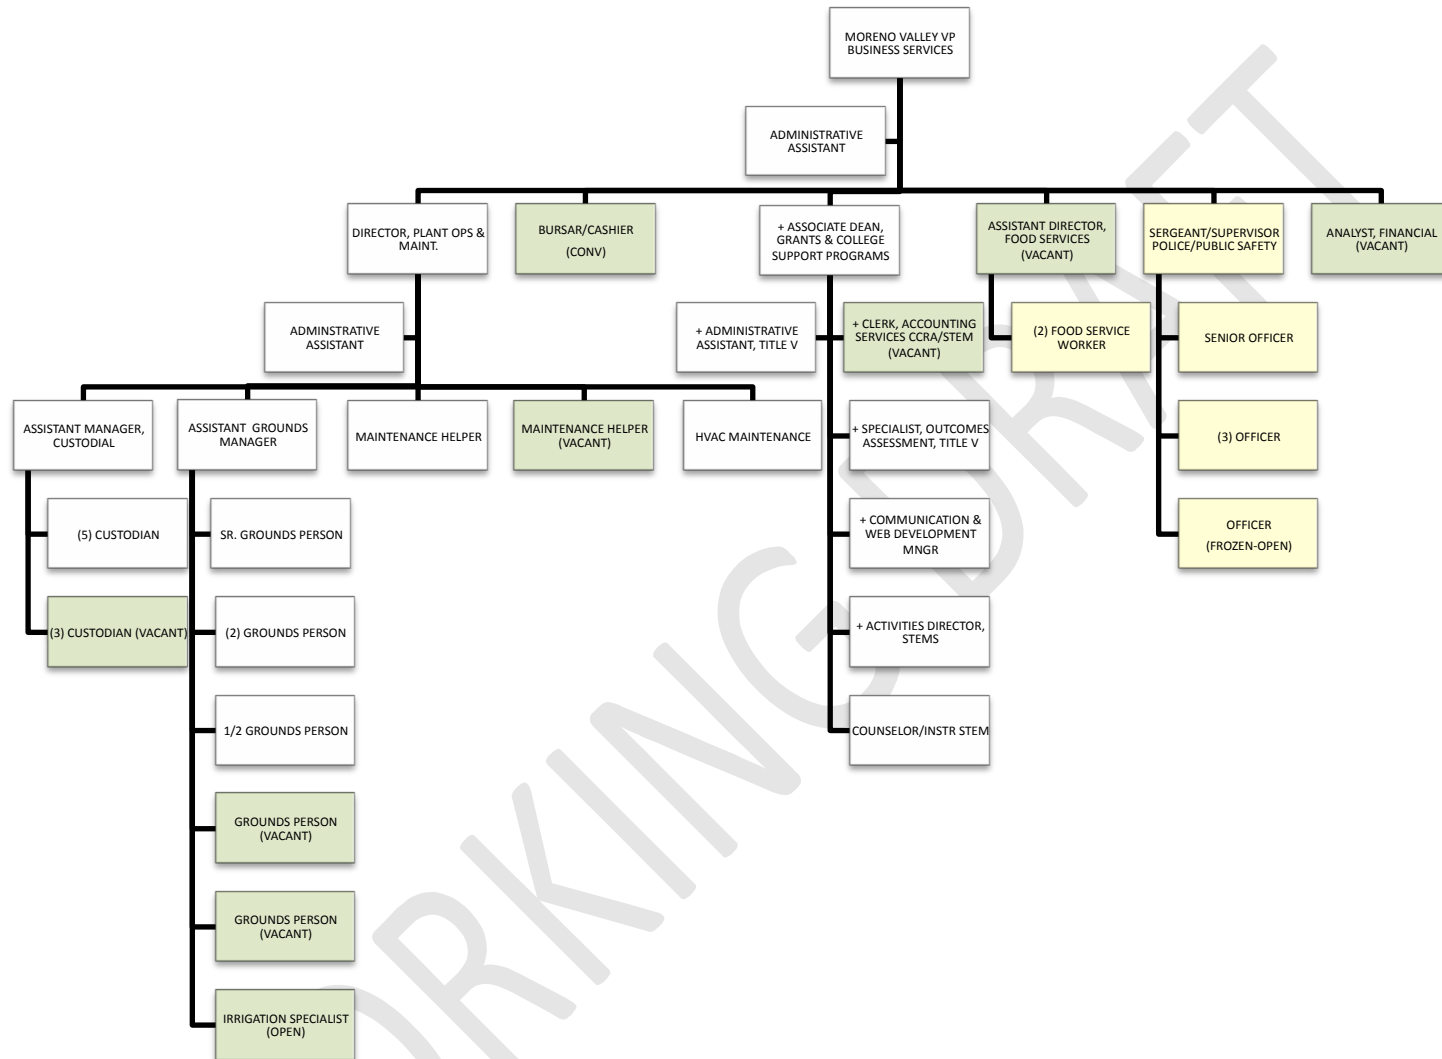 MORENO VALLEY VP
BUSINESS SERVICES
ADMINISTRATIVE
ASSISTANT
DIRECTOR, PLANT OPS &
MAINT.
BURSAR/CASHIER
(CONV)
+ ASSOCIATE DEAN,
GRANTS & COLLEGE
SUPPORT PROGRAMS
ASSISTANT DIRECTOR,
FOOD SERVICES
(VACANT)
SERGEANT/SUPERVISOR
POLICE/PUBLIC SAFETY
ANALYST, FINANCIAL
(VACANT)
ADMINSTRATIVE
ASSISTANT
+ ADMINISTRATIVE
ASSISTANT, TITLE V
+ CLERK, ACCOUNTING
SERVICES CCRA/STEM
(VACANT)
(2) FOOD SERVICE
WORKER
SENIOR OFFICER
ASSISTANT MANAGER,
CUSTODIAL
ASSISTANT GROUNDS
MANAGER
MAINTENANCE HELPER
MAINTENANCE HELPER
(VACANT)
HVAC MAINTENANCE
+ SPECIALIST, OUTCOMES
ASSESSMENT, TITLE V
(3) OFFICER
(5) CUSTODIAN
SR. GROUNDS PERSON
+ COMMUNICATION &
WEB DEVELOPMENT
MNGR
OFFICER
(FROZEN-OPEN)
(3) CUSTODIAN (VACANT)
(2) GROUNDS PERSON
+ ACTIVITIES DIRECTOR,
STEMS
1/2 GROUNDS PERSON
COUNSELOR/INSTR STEM
GROUNDS PERSON
(VACANT)
GROUNDS PERSON
(VACANT)
IRRIGATION SPECIALIST
(OPEN)
ORKING DRAFT